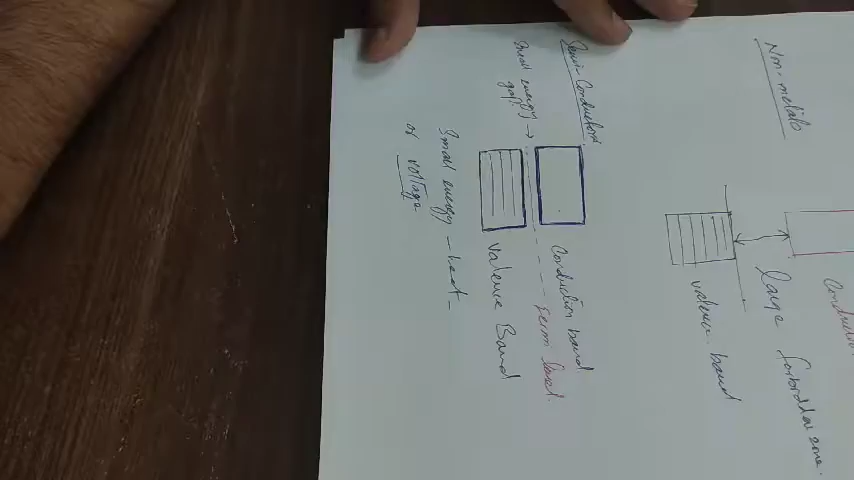 Non-metals
Conduction
large forbidden zone.
valence band
Semi-Conductors
Conduction band
Small energy
gap.
Fermi level.
Valence Band
Small energy - heat -
or voltage